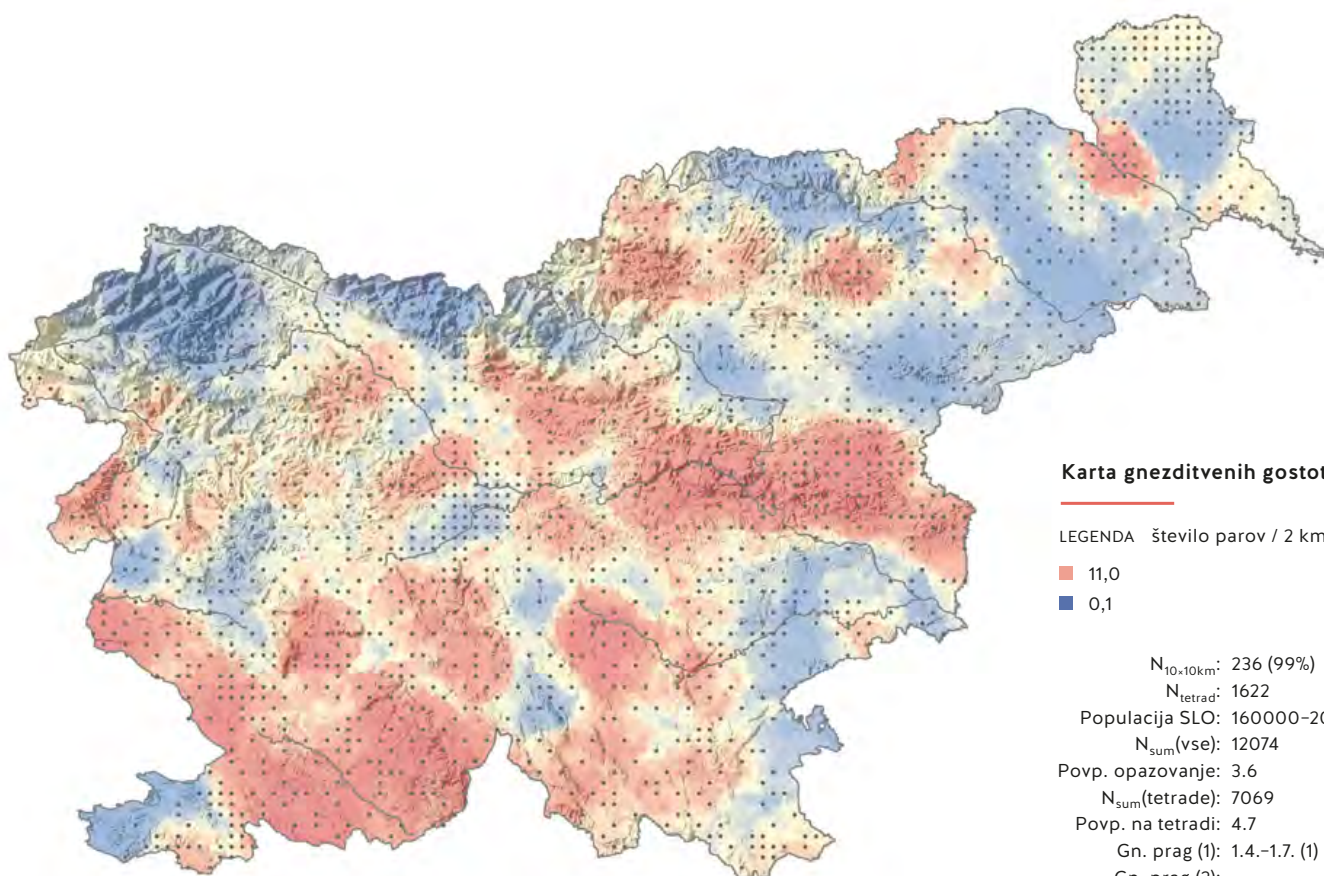 Karta gnezditvenih gostot
LEGENDA število parov / 2 km
11,0
0,1
N10×10km: 236 (99%)
Ntetrad: 1622
Populacija SLO: 160000–20
Nsum(vse): 12074
Povp. opazovanje: 3.6
Nsum(tetrade): 7069
Povp. na tetradi: 4.7
Gn. prag (1): 1.4.–1.7. (1)